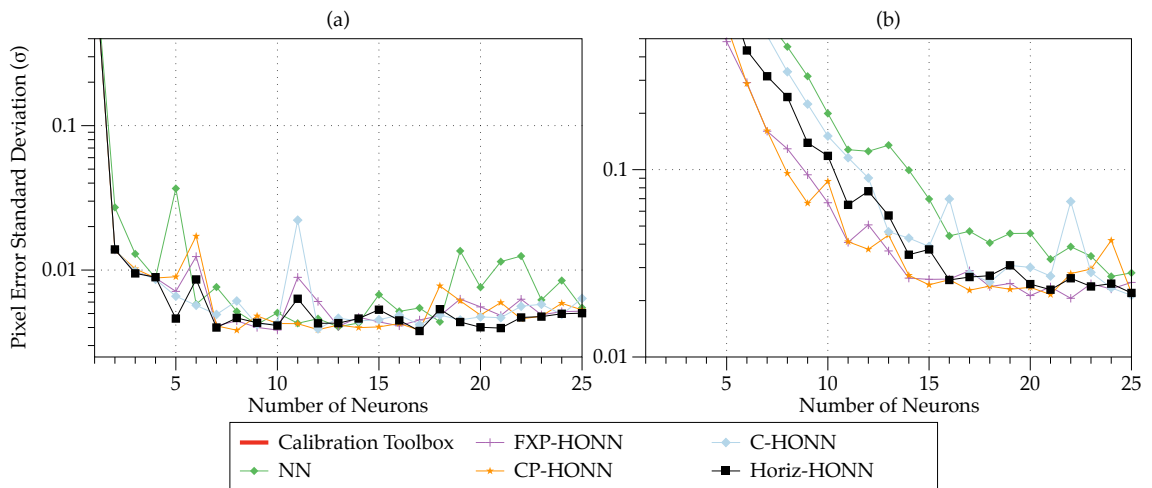 (a) (b)
Pixel Error Standard Deviation (σ)
0.1
0.01
5 10 15 20 25
Number of Neurons
0.1
0.01
5 10 15 20 25
Number of Neurons
Calibration Toolbox FXP-HONN C-HONN
NN CP-HONN Horiz-HONN